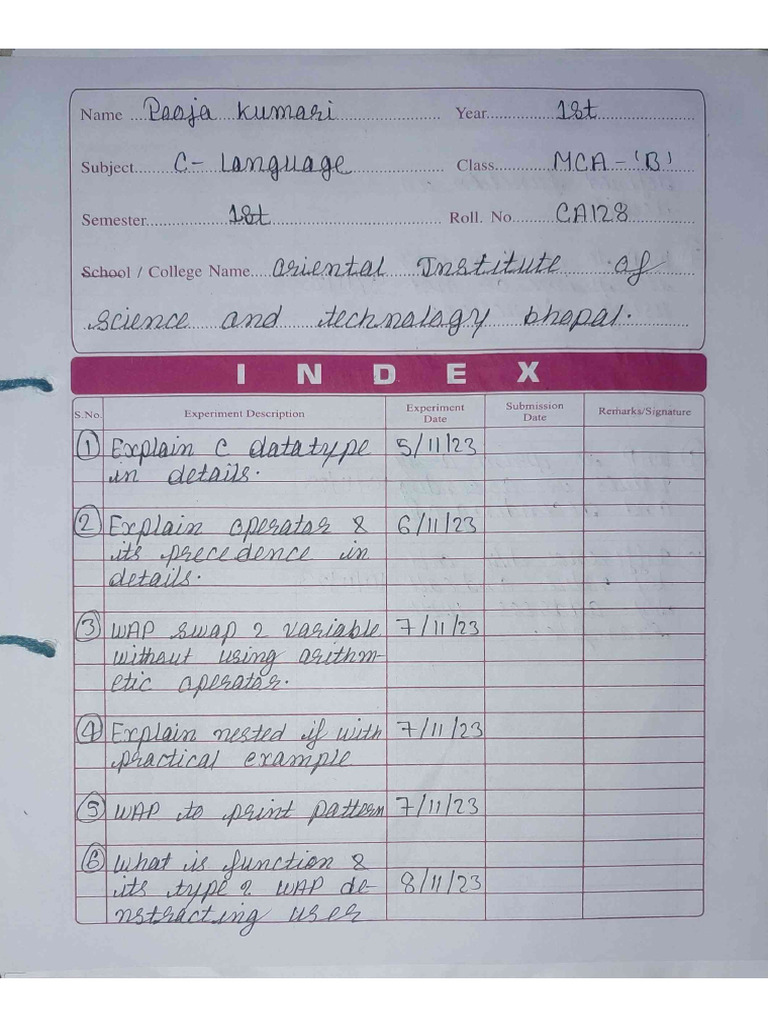 Name Pooja Kumari Year 1st
Subject C- Language Class MCA-'B'
Semester 1st Roll. No. CA128
School / College Name Oriental Institute of
science and technology bhopal.
INDEX
S.No. Experiment Description Experiment Date Submission Date Remarks/Signature
① Explain C datatype 5/11/23
in details.
② Explain operator & 6/11/23
its precedence in
details.
③ WAP swap 2 variable 7/11/23
without using arithm-
etic operator.
④ Explain nested if with 7/11/23
practical example
⑤ WAP to print pattern 7/11/23
⑥ What is function &
its type? WAP de- 8/11/23
nstracting user